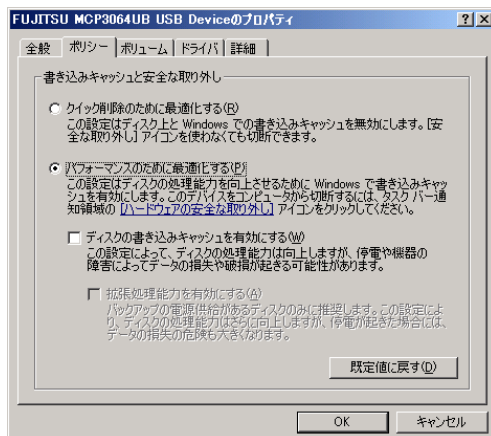 FUJITSU MCP3064UB USB Deviceのプロパティ
全般 ポリシー ボリューム ドライバ 詳細
書き込みキャッシュと安全な取り外し
クイック削除のために最適化する(R)
この設定はディスク上と Windows での書き込みキャッシュを無効にします。[安
全な取り外し] アイコンを使わなくても切断できます。
パフォーマンスのために最適化する(P)
この設定はディスクの処理能力を向上させるために Windows で書き込みキャッ
シュを有効にします。このデバイスをコンピュータから切断するには、タスク バー通
知領域の [ハードウェアの安全な取り外し] アイコンをクリックしてください。
ディスクの書き込みキャッシュを有効にする(W)
この設定によって、ディスクの処理能力は向上しますが、停電や機器の
障害によってデータの損失や破損が起きる可能性があります。
拡張処理能力を有効にする(A)
バックアップの電源供給があるディスクのみに推奨します。この設定によ
り、ディスクの処理能力はさらに向上しますが、停電が起きた場合には、
データの損失の危険も大きくなります。
既定値に戻す(D)
OK キャンセル